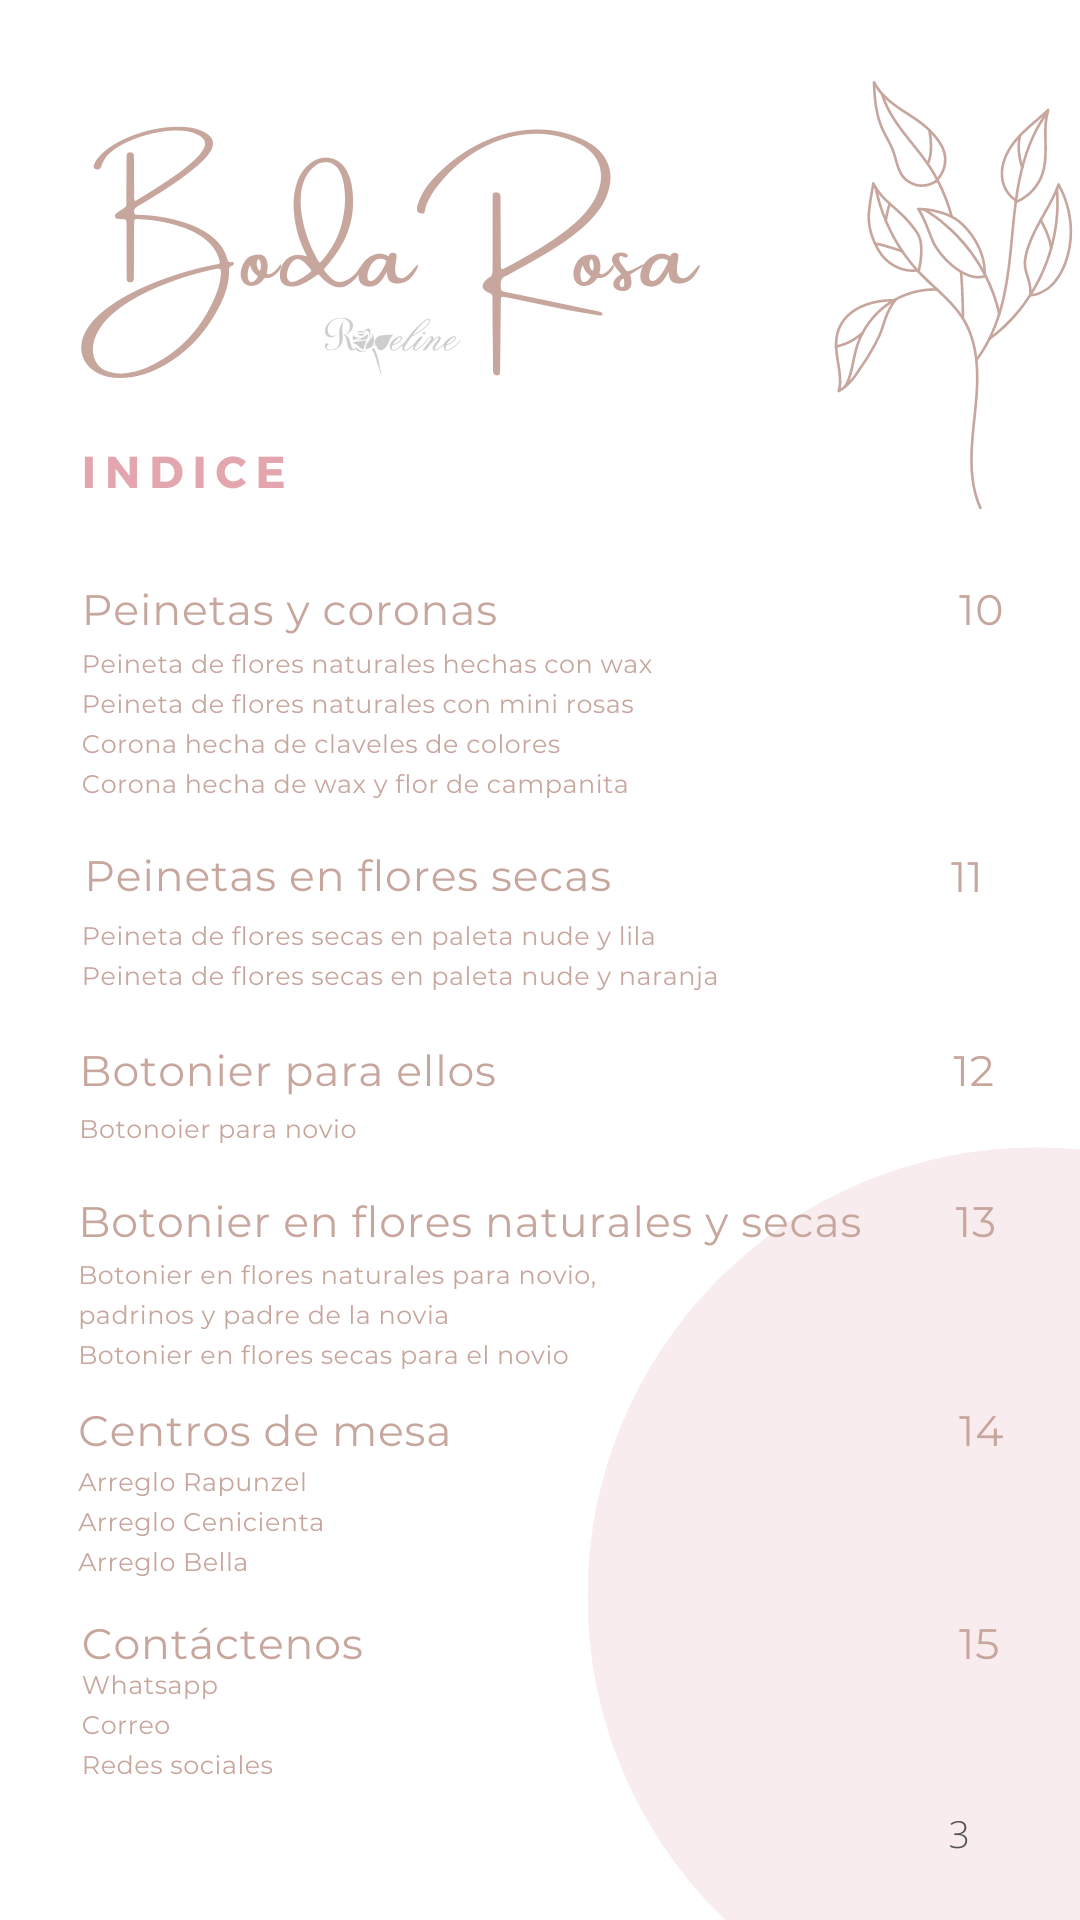 Boda Rosa
Roseline
INDICE
Peinetas y coronas 10
Peineta de flores naturales hechas con wax
Peineta de flores naturales con mini rosas
Corona hecha de claveles de colores
Corona hecha de wax y flor de campanita
Peinetas en flores secas 11
Peineta de flores secas en paleta nude y lila
Peineta de flores secas en paleta nude y naranja
Botonier para ellos 12
Botonoier para novio
Botonier en flores naturales y secas 13
Botonier en flores naturales para novio,
padrinos y padre de la novia
Botonier en flores secas para el novio
Centros de mesa 14
Arreglo Rapunzel
Arreglo Cenicienta
Arreglo Bella
Contáctenos 15
Whatsapp
Correo
Redes sociales
3